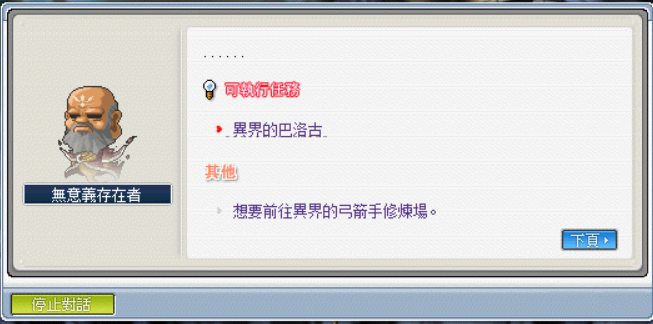 ......
可執行任務
異界的巴洛古
其他
想要前往異界的弓箭手修煉場。
無意義存在者
下頁
停止對話